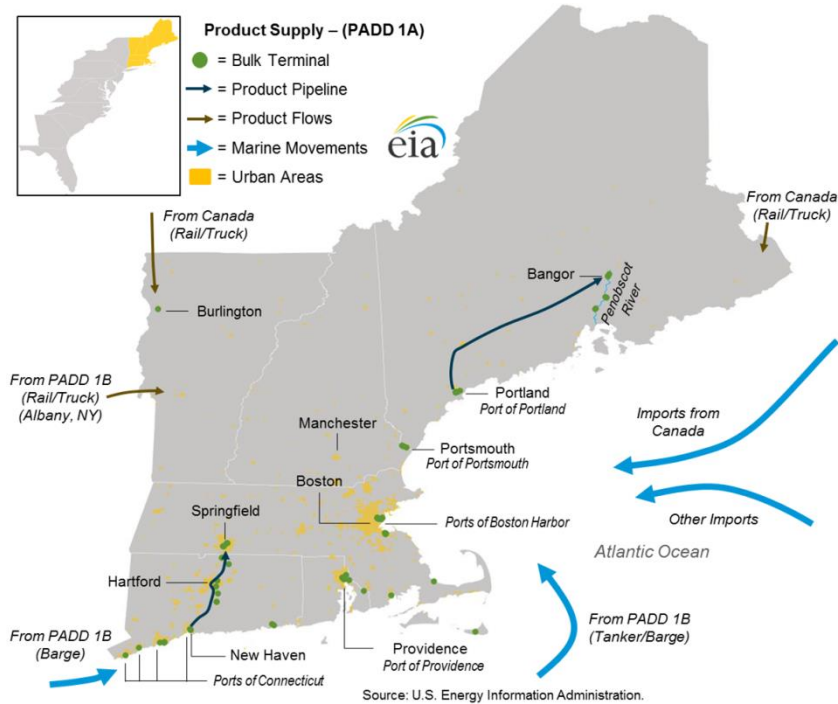 Product Supply – (PADD 1A)
= Bulk Terminal
= Product Pipeline
= Product Flows
= Marine Movements
= Urban Areas
eia
From Canada
(Rail/Truck)
From Canada
(Rail/Truck)
Bangor
Penobscot
River
Burlington
From PADD 1B
(Rail/Truck)
(Albany, NY)
Portland
Port of Portland
Imports from
Canada
Manchester
Portsmouth
Port of Portsmouth
Boston
Springfield
Ports of Boston Harbor
Other Imports
Atlantic Ocean
Hartford
From PADD 1B
(Barge)
From PADD 1B
(Tanker/Barge)
New Haven
Providence
Port of Providence
Ports of Connecticut
Source: U.S. Energy Information Administration.